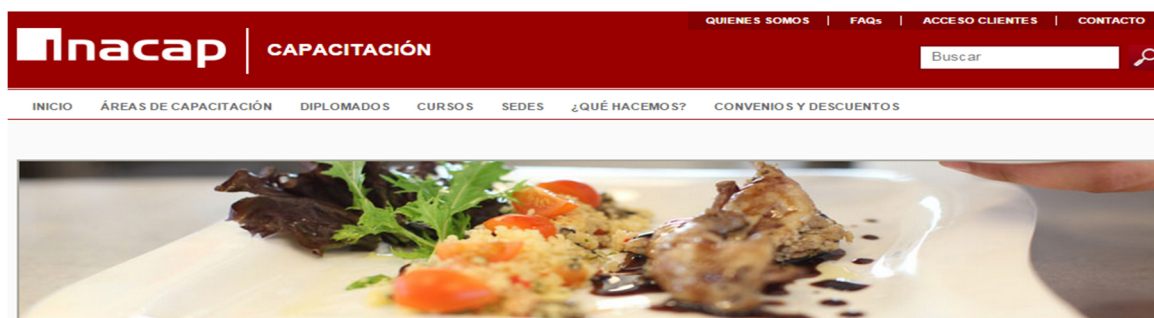 QUIENES SOMOS | FAQs | ACCESO CLIENTES | CONTACTO
Inacap | CAPACITACIÓN
Buscar
INICIO ÁREAS DE CAPACITACIÓN DIPLOMADOS CURSOS SEDES ¿QUÉ HACEMOS? CONVENIOS Y DESCUENTOS